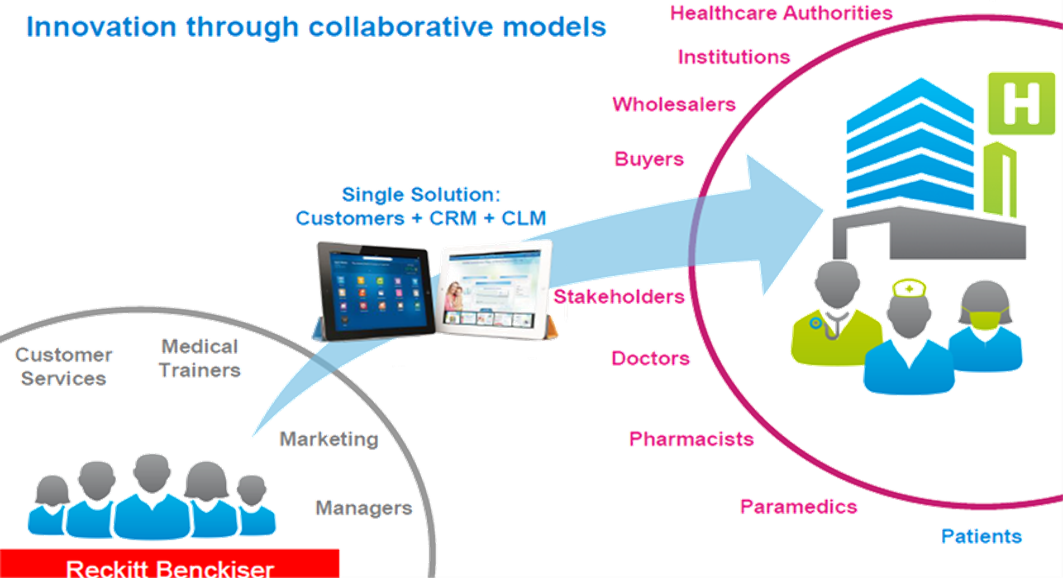 Innovation through collaborative models
Healthcare Authorities
Institutions
Wholesalers
Buyers
H
Single Solution:
Customers + CRM + CLM
Stakeholders
Doctors
Pharmacists
Paramedics
Patients
Customer
Services
Medical
Trainers
Marketing
Managers
Reckitt Benckiser